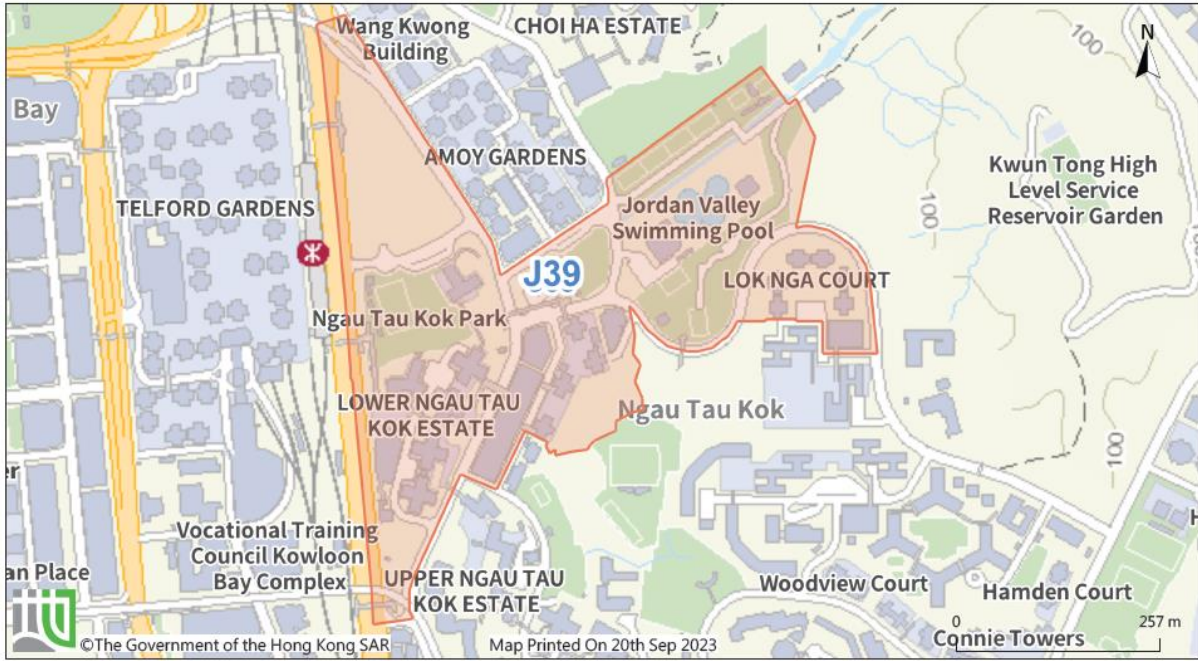 Wang Kwong
Building
CHOI HA ESTATE
100
N
Bay
AMOY GARDENS
Kwun Tong High
Level Service
Reservoir Garden
TELFORD GARDENS
Jordan Valley
Swimming Pool
100
J39
LOK NGA COURT
Ngau Tau Kok Park
LOWER NGAU TAU
KOK ESTATE
Ngau Tau Kok
100
er
Vocational Training
Council Kowloon
Bay Complex
an Place
UPPER NGAU TAU
KOK ESTATE
Woodview Court
Hamden Court
H
0
257 m
Connie Towers
©The Government of the Hong Kong SAR
Map Printed On 20th Sep 2023